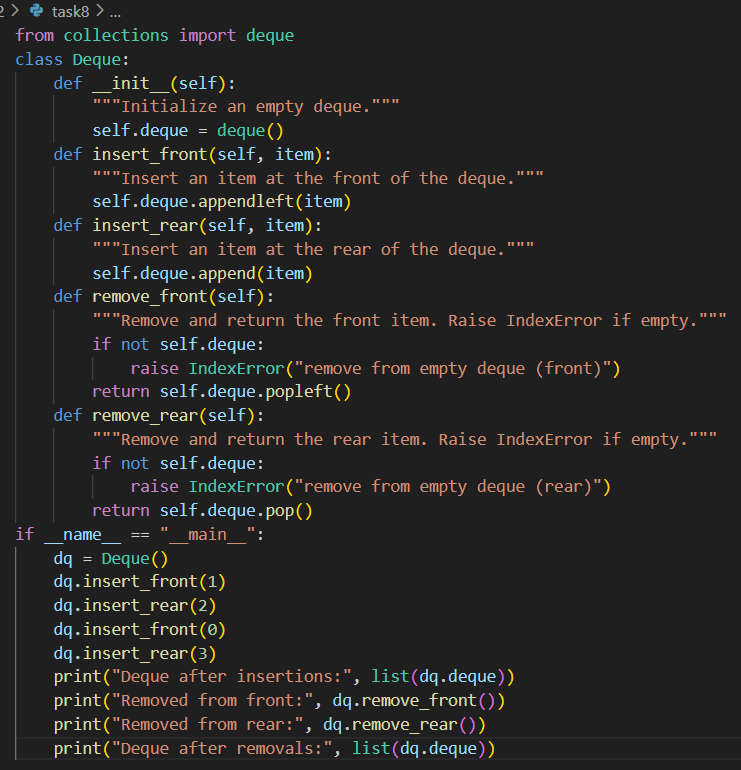 2 > task8 > ...
from collections import deque
class Deque:
    def __init__(self):
        """Initialize an empty deque."""
        self.deque = deque()
    def insert_front(self, item):
        """Insert an item at the front of the deque."""
        self.deque.appendleft(item)
    def insert_rear(self, item):
        """Insert an item at the rear of the deque."""
        self.deque.append(item)
    def remove_front(self):
        """Remove and return the front item. Raise IndexError if empty."""
        if not self.deque:
            raise IndexError("remove from empty deque (front)")
        return self.deque.popleft()
    def remove_rear(self):
        """Remove and return the rear item. Raise IndexError if empty."""
        if not self.deque:
            raise IndexError("remove from empty deque (rear)")
        return self.deque.pop()
if __name__ == "__main__":
    dq = Deque()
    dq.insert_front(1)
    dq.insert_rear(2)
    dq.insert_front(0)
    dq.insert_rear(3)
    print("Deque after insertions:", list(dq.deque))
    print("Removed from front:", dq.remove_front())
    print("Removed from rear:", dq.remove_rear())
    print("Deque after removals:", list(dq.deque))